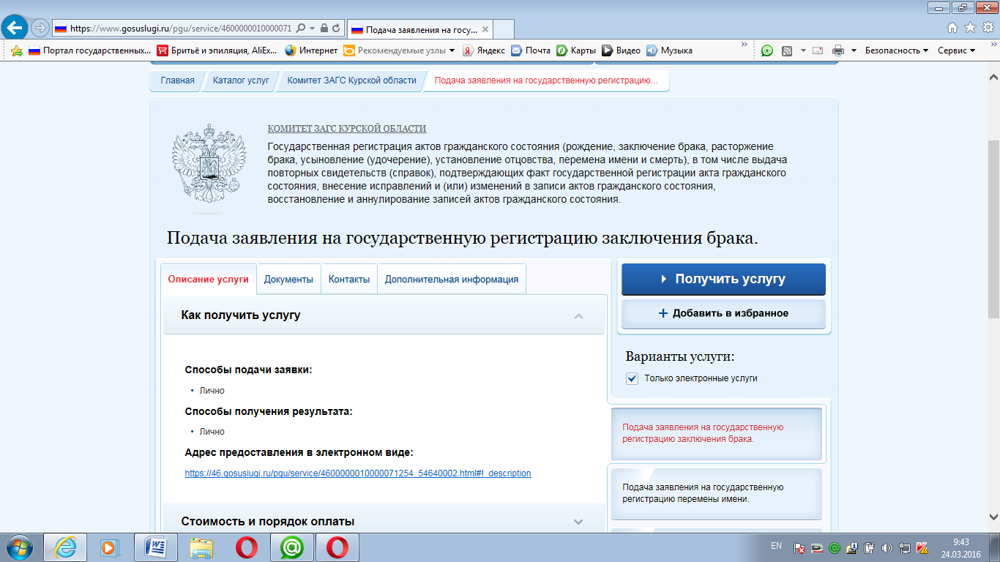 https://www.gosuslugi.ru/pgu/service/4600000010000071
Подача заявления на госу...
Портал государственных... Бритьё и эпиляция, AliEx... Интернет Рекомендуемые узлы Яндекс Почта Карты Видео Музыка » Безопасность Сервис »
Главная Каталог услуг Комитет ЗАГС Курской области Подача заявления на государственную регистрацию...
КОМИТЕТ ЗАГС КУРСКОЙ ОБЛАСТИ
Государственная регистрация актов гражданского состояния (рождение, заключение брака, расторжение
брака, усыновление (удочерение), установление отцовства, перемена имени и смерть), в том числе выдача
повторных свидетельств (справок), подтверждающих факт государственной регистрации акта гражданского
состояния, внесение исправлений и (или) изменений в записи актов гражданского состояния,
восстановление и аннулирование записей актов гражданского состояния.
Подача заявления на государственную регистрацию заключения брака.
Описание услуги Документы Контакты Дополнительная информация
Как получить услугу
Способы подачи заявки:
• Лично
Способы получения результата:
• Лично
Адрес предоставления в электронном виде:
https://46.gosuslugi.ru/pgu/service/4600000010000071254_54640002.html#!_description
Стоимость и порядок оплаты
Получить услугу
+ Добавить в избранное
Варианты услуги:
Только электронные услуги
Подача заявления на государственную
регистрацию заключения брака.
Подача заявления на государственную
регистрацию перемены имени.
EN
9:43
24.03.2016